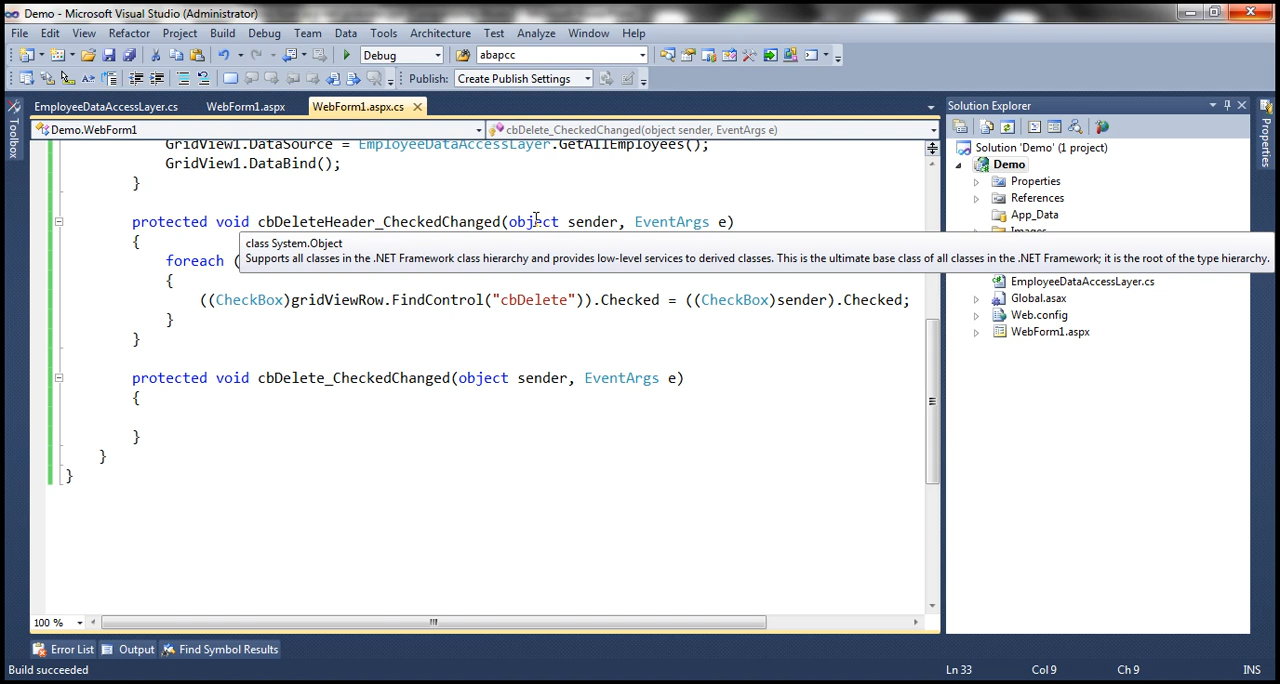 Demo - Microsoft Visual Studio (Administrator)
File Edit View Refactor Project Build Debug Team Data Tools Architecture Test Analyze Window Help
Debug abapcc
Publish: Create Publish Settings
EmployeeDataAccessLayer.cs WebForm1.aspx WebForm1.aspx.cs
Demo.WebForm1 cbDelete_CheckedChanged(object sender, EventArgs e)
GridView1.DataSource = EmployeeDataAccessLayer.GetAllEmployees();
GridView1.DataBind();
}
protected void cbDeleteHeader_CheckedChanged(object sender, EventArgs e)
{
class System.Object
Supports all classes in the .NET Framework class hierarchy and provides low-level services to derived classes. This is the ultimate base class of all classes in the .NET Framework; it is the root of the type hierarchy.
foreach (
{
((CheckBox)gridViewRow.FindControl("cbDelete")).Checked = ((CheckBox)sender).Checked;
}
}
protected void cbDelete_CheckedChanged(object sender, EventArgs e)
{
}
}
}
100 %
Toolbox
Solution Explorer
Solution 'Demo' (1 project)
Demo
Properties
References
App_Data
Images
EmployeeDataAccessLayer.cs
Global.asax
Web.config
WebForm1.aspx
Properties
Error List Output Find Symbol Results
Build succeeded Ln 33 Col 9 Ch 9 INS